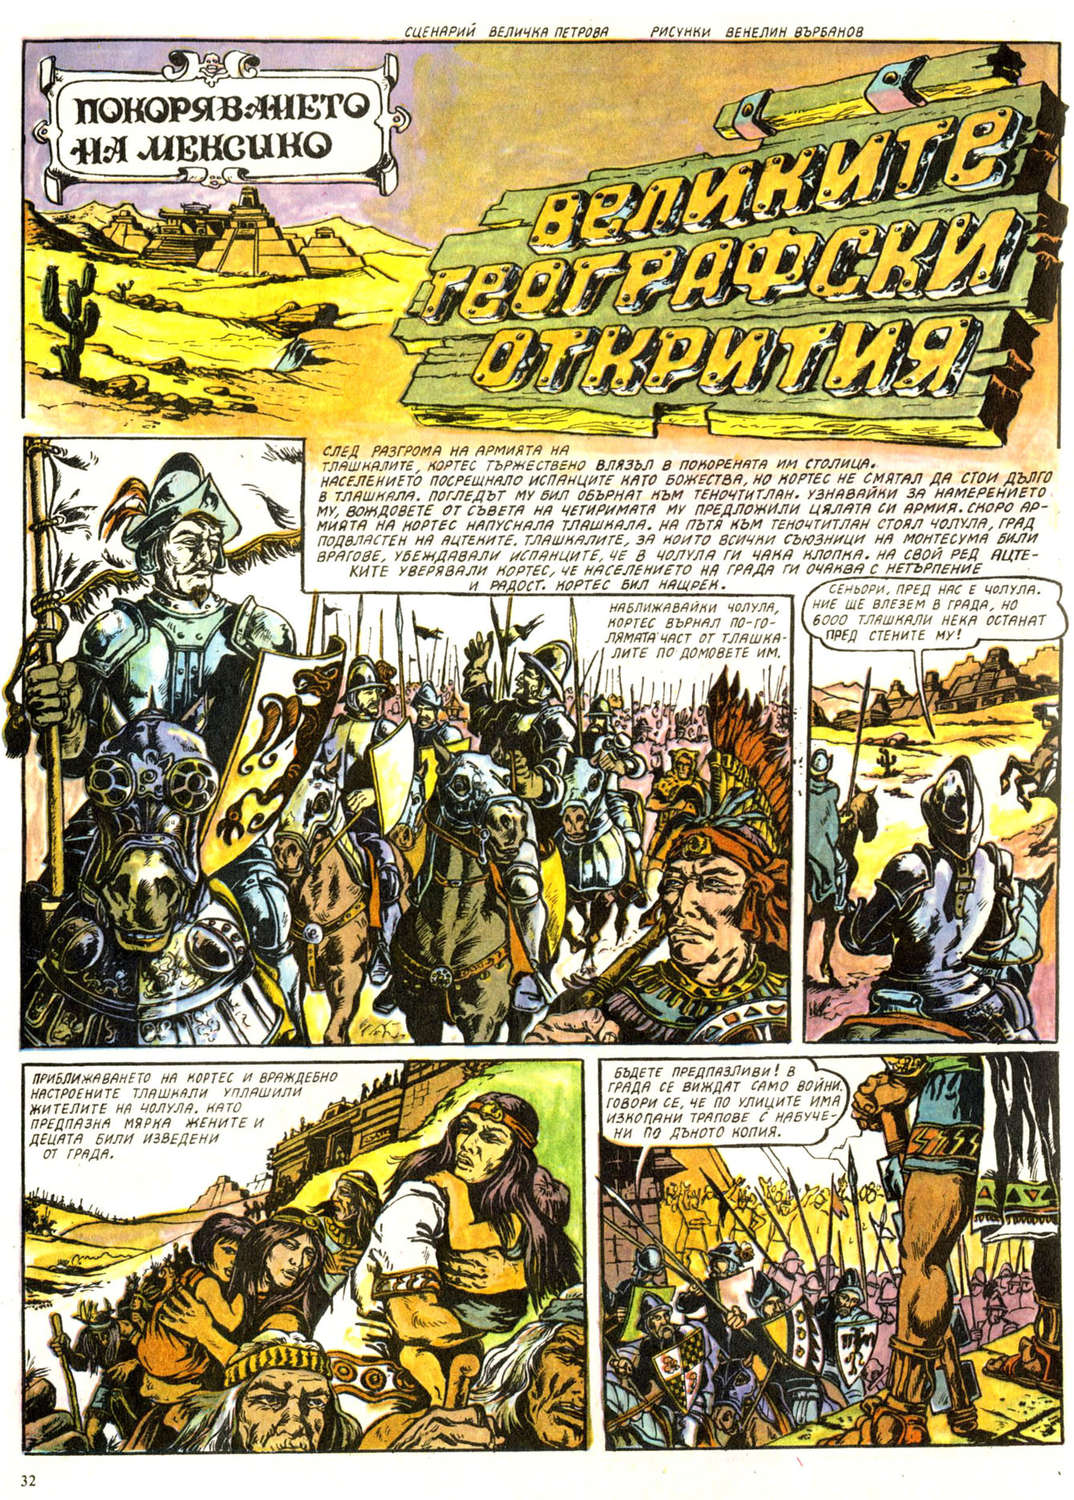 СЦЕНАРИЙ ВЕЛИЧКА ПЕТРОВА РИСУНКИ ВЕНЕЛИН ВЪРБАНОВ
ПОКОРЯВАНЕТО
НА МЕКСИКО
ВЕЛИКИТЕ
ГЕОГРАФСКИ
ОТКРИТИЯ
СЛЕД РАЗГРОМА НА АРМИЯТА НА
ТЛАШКАЛИТЕ, КОРТЕС ТЪРЖЕСТВЕНО ВЛЯЗЪЛ В ПОКОРЕНАТА ИМ СТОЛИЦА.
НАСЕЛЕНИЕТО ПОСРЕЩНАЛО ИСПАНЦИТЕ КАТО БОЖЕСТВА, НО КОРТЕС НЕ СМЯТАЛ ДА СТОИ ДЪЛГО
В ТЛАШКАЛА. ПОГЛЕДЪТ МУ БИЛ ОБЪРНАТ КЪМ ТЕНОЧТИТЛАН. УЗНАВАЙКИ ЗА НАМЕРЕНИЕТО
МУ, ВОЖДОВЕТЕ ОТ СЪВЕТА НА ЧЕТИРИМАТА МУ ПРЕДЛОЖИЛИ ЦЯЛАТА СИ АРМИЯ. СКОРО АР-
МИЯТА НА КОРТЕС НАПУСНАЛА ТЛАШКАЛА. НА ПЪТЯ КЪМ ТЕНОЧТИТЛАН СТОЯЛ ЧОЛУЛА, ГРАД
ПОДВЛАСТЕН НА АЦТЕКИТЕ. ТЛАШКАЛИТЕ, ЗА КОИТО ВСИЧКИ СЪЮЗНИЦИ НА МОНТЕСУМА БИЛИ
ВРАГОВЕ, УБЕЖДАВАЛИ ИСПАНЦИТЕ, ЧЕ В ЧОЛУЛА ГИ ЧАКА КЛОПКА. НА СВОЙ РЕД АЦТЕ-
КИТЕ УВЕРЯВАЛИ КОРТЕС, ЧЕ НАСЕЛЕНИЕТО НА ГРАДА ГИ ОЧАКВА С НЕТЪРПЕНИЕ
И РАДОСТ. КОРТЕС БИЛ НАЩРЕК.
НАБЛИЖАВАЙКИ ЧОЛУЛА,
КОРТЕС ВЪРНАЛ ПО-ГО-
ЛЯМАТА ЧАСТ ОТ ТЛАШКА-
ЛИТЕ ПО ДОМОВЕТЕ ИМ.
СЕНЬОРИ, ПРЕД НАС Е ЧОЛУЛА.
НИЕ ЩЕ ВЛЕЗЕМ В ГРАДА, НО
6000 ТЛАШКАЛИ НЕКА ОСТАНАТ
ПРЕД СТЕНИТЕ МУ!
ПРИБЛИЖАВАНЕТО НА КОРТЕС И ВРАЖДЕБНО
НАСТРОЕНИТЕ ТЛАШКАЛИ УПЛАШИЛИ
ЖИТЕЛИТЕ НА ЧОЛУЛА. КАТО
ПРЕДПАЗНА МЯРКА ЖЕНИТЕ И
ДЕЦАТА БИЛИ ИЗВЕДЕНИ
ОТ ГРАДА.
БЪДЕТЕ ПРЕДПАЗЛИВИ! В
ГРАДА СЕ ВИЖДАТ САМО ВОЙНИ.
ГОВОРИ СЕ, ЧЕ ПО УЛИЦИТЕ ИМА
ИЗКОПАНИ ТРАПОВЕ С НАБУЧЕ-
НИ ПО ДЪНОТО КОПИЯ.
32